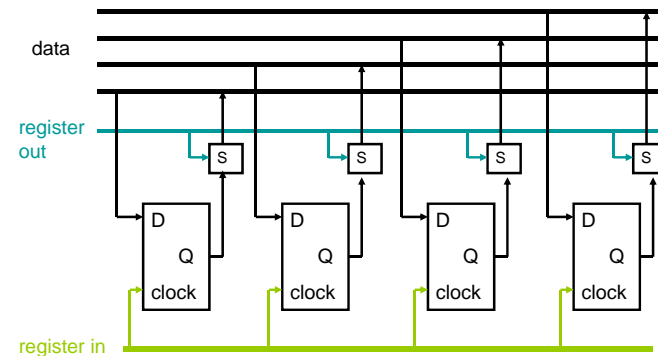 data
register
out
S S S S
D D D D
Q Q Q Q
clock clock clock clock
register in